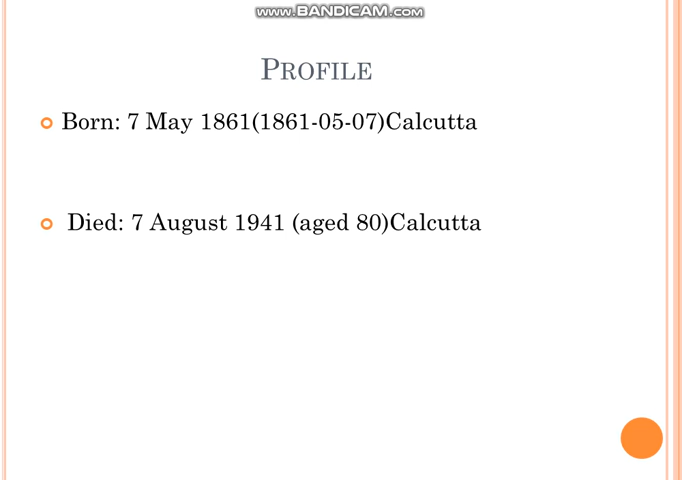 www.BANDICAM.com
PROFILE
Born: 7 May 1861(1861-05-07)Calcutta
Died: 7 August 1941 (aged 80)Calcutta